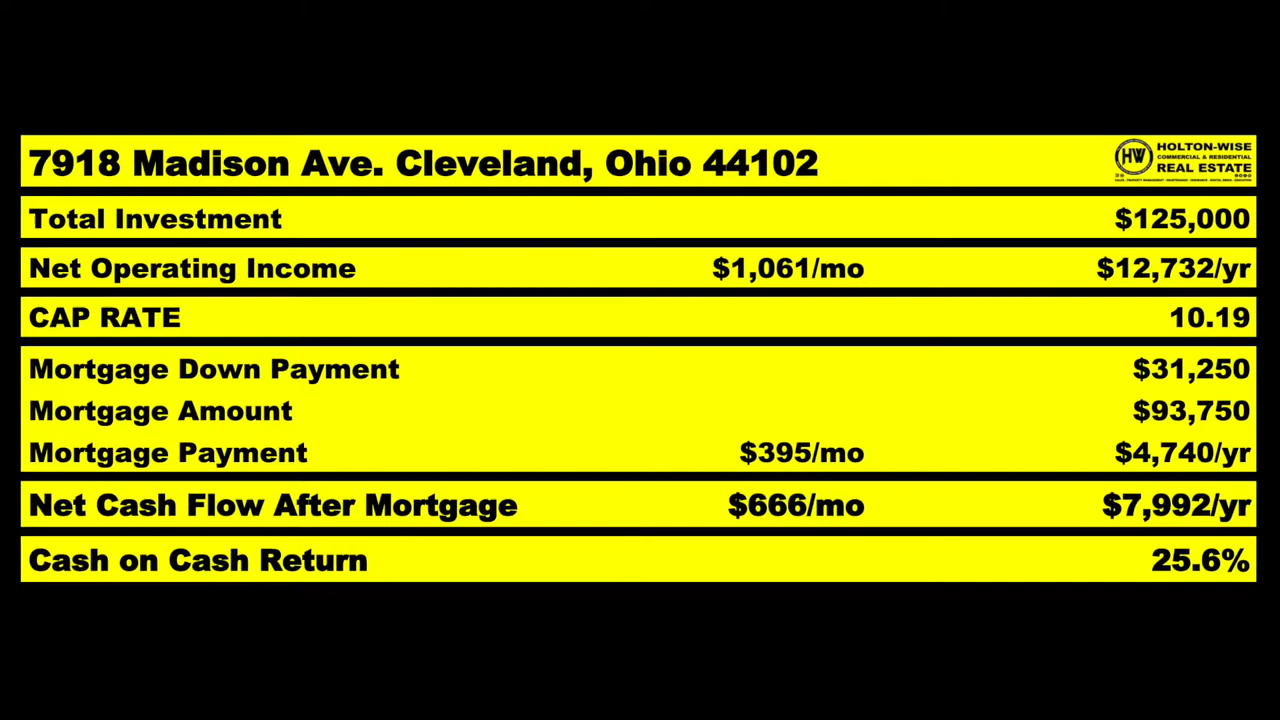 7918 Madison Ave. Cleveland, Ohio 44102
HW
HOLTON-WISE
COMMERCIAL & RESIDENTIAL
REAL ESTATE
Total Investment $125,000
Net Operating Income $1,061/mo $12,732/yr
CAP RATE 10.19
Mortgage Down Payment $31,250
Mortgage Amount $93,750
Mortgage Payment $395/mo $4,740/yr
Net Cash Flow After Mortgage $666/mo $7,992/yr
Cash on Cash Return 25.6%